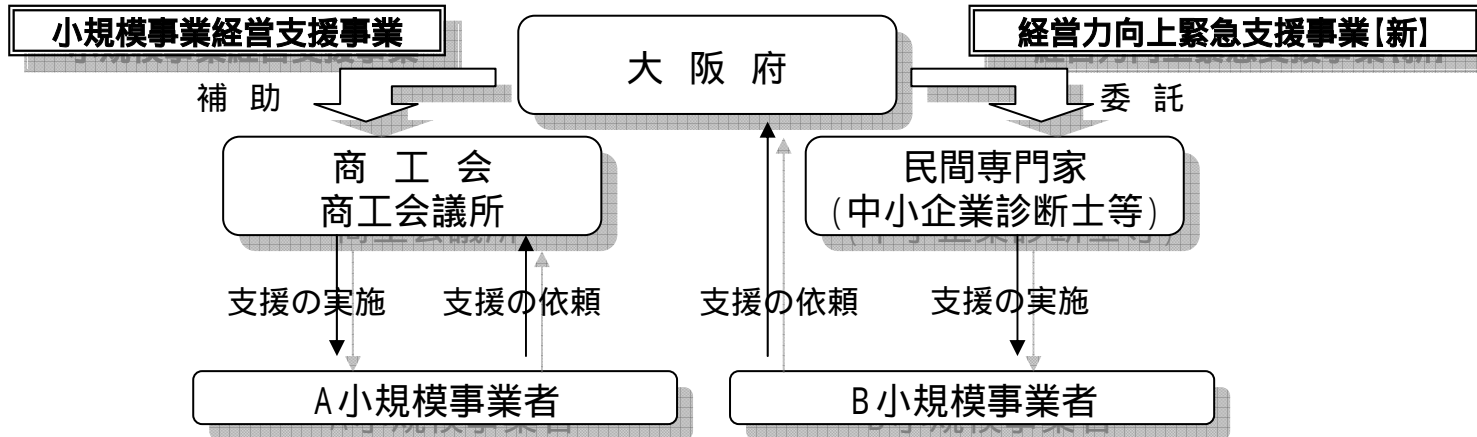 小規模事業経営支援事業
大阪府
経営力向上緊急支援事業【新】
補助
委託
商工会
商工会議所
民間専門家
(中小企業診断士等)
支援の実施
支援の依頼
支援の依頼
支援の実施
A小規模事業者
B小規模事業者